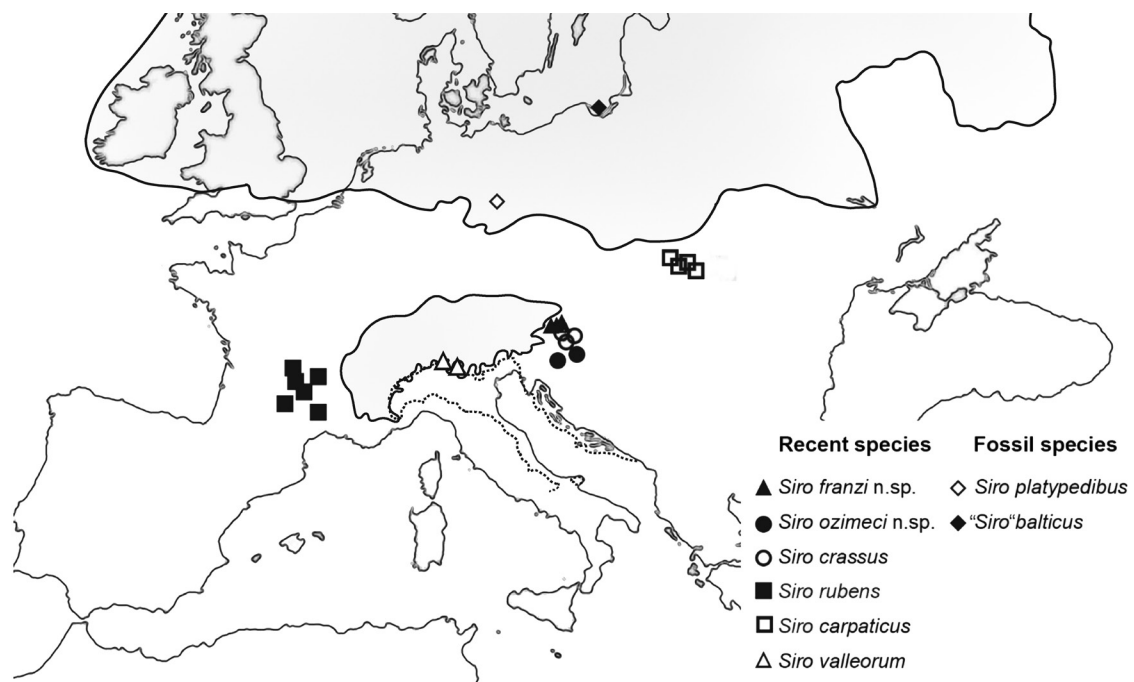 Recent species
Siro franzi n.sp.
Siro ozimeci n.sp.
Siro crassus
Siro rubens
Siro carpaticus
Siro valleorum
Fossil species
Siro platypedibus
“Siro“balticus